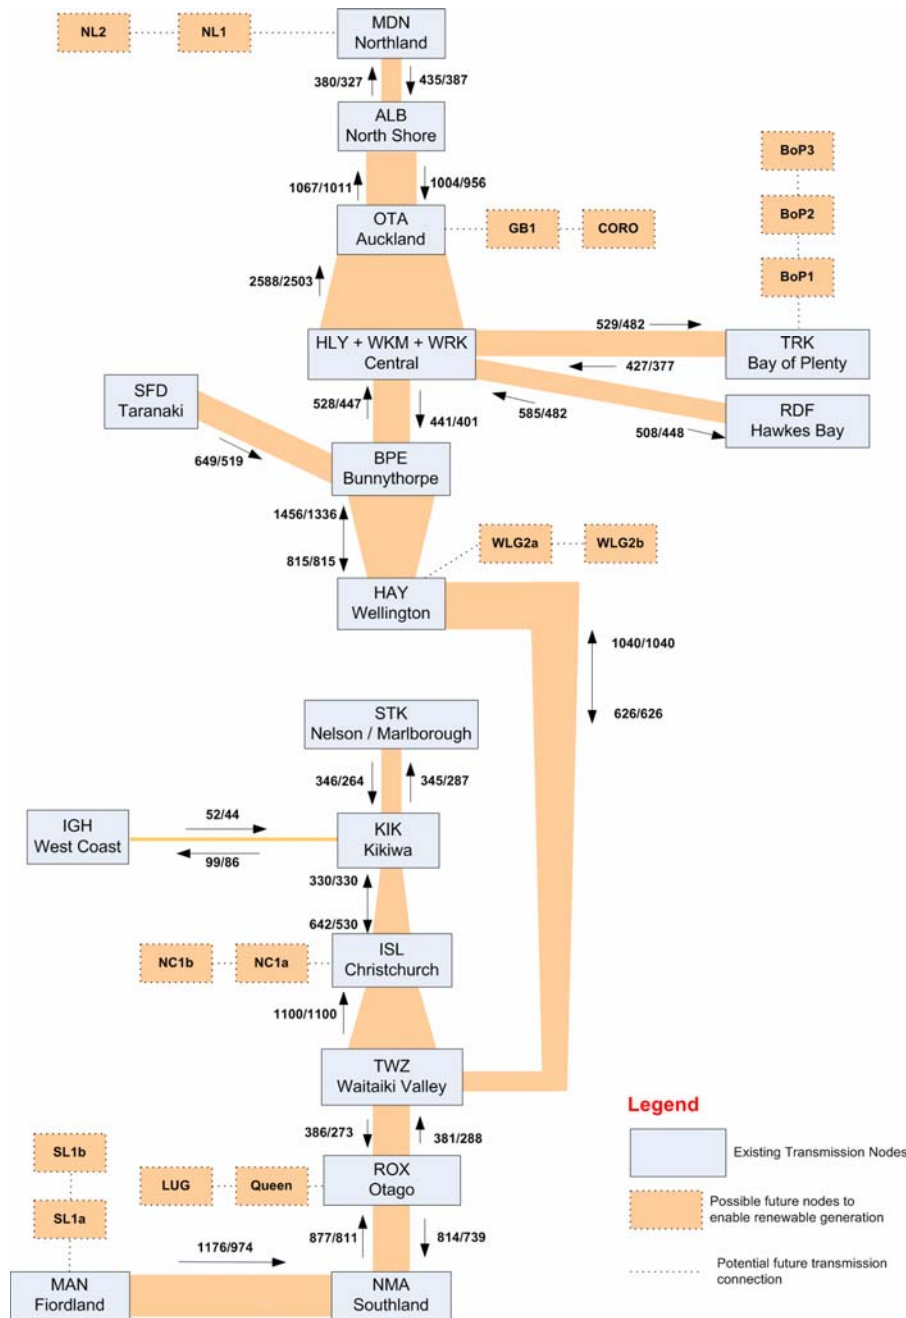 NL2
NL1
MDN
Northland
380/327
435/387
ALB
North Shore
1067/1011
1004/956
BoP3
BoP2
BoP1
OTA
Auckland
GB1
CORO
2588/2503
HLY + WKM + WRK
Central
529/482
427/377
TRK
Bay of Plenty
SFD
Taranaki
528/447
441/401
585/482
508/448
RDF
Hawkes Bay
649/519
BPE
Bunnythorpe
1456/1336
815/815
WLG2a
WLG2b
HAY
Wellington
1040/1040
626/626
STK
Nelson / Marlborough
346/264
345/287
IGH
West Coast
52/44
99/86
KIK
Kikiwa
330/330
642/530
NC1b
NC1a
ISL
Christchurch
1100/1100
TWZ
Waitaiki Valley
386/273
381/288
SL1b
SL1a
LUG
Queen
ROX
Otago
877/811
814/739
1176/974
MAN
Fiordland
NMA
Southland
Legend
Existing Transmission Nodes
Possible future nodes to
enable renewable generation
Potential future transmission
connection